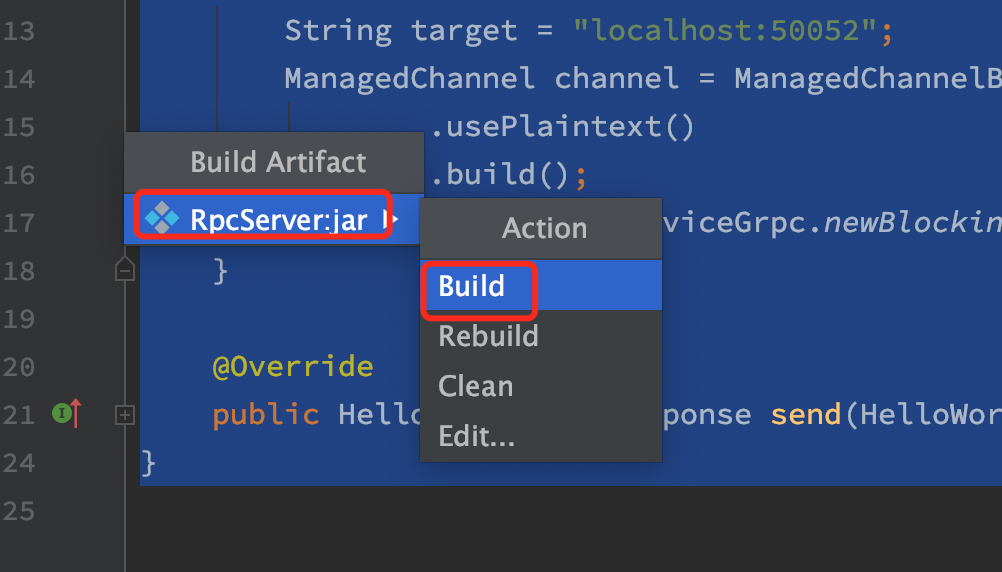 13 String target = "localhost:50052";
14 ManagedChannel channel = ManagedChannelB
15 .usePlaintext()
16 .build();
17 viceGrpc.newBlockin
18 }
19
20 @Override
21 public Hello ponse send(HelloWor
24 }
25
Build Artifact
RpcServer:jar
Action
Build
Rebuild
Clean
Edit...